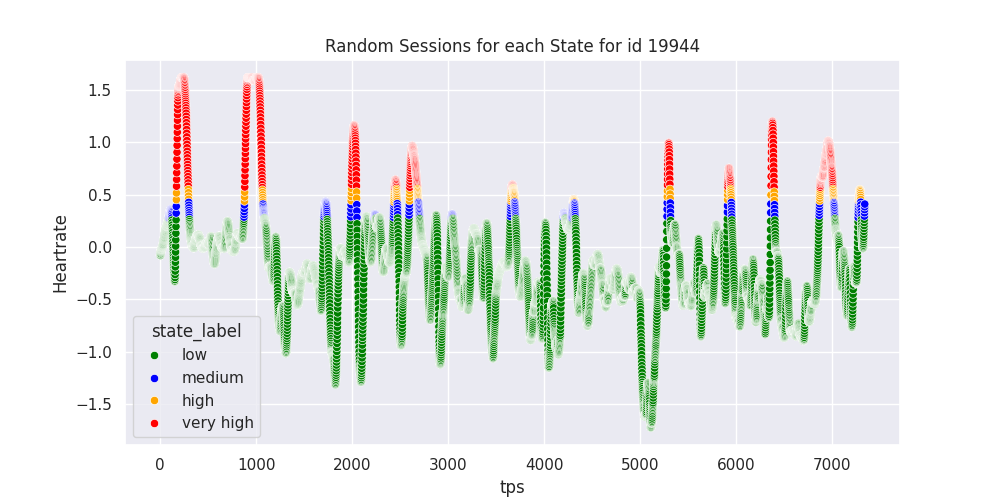 Random Sessions for each State for id 19944
Heartrate
1.5
1.0
0.5
0.0
−0.5
−1.0
−1.5
state_label
low
medium
high
very high
0 1000 2000 3000 4000 5000 6000 7000
tps